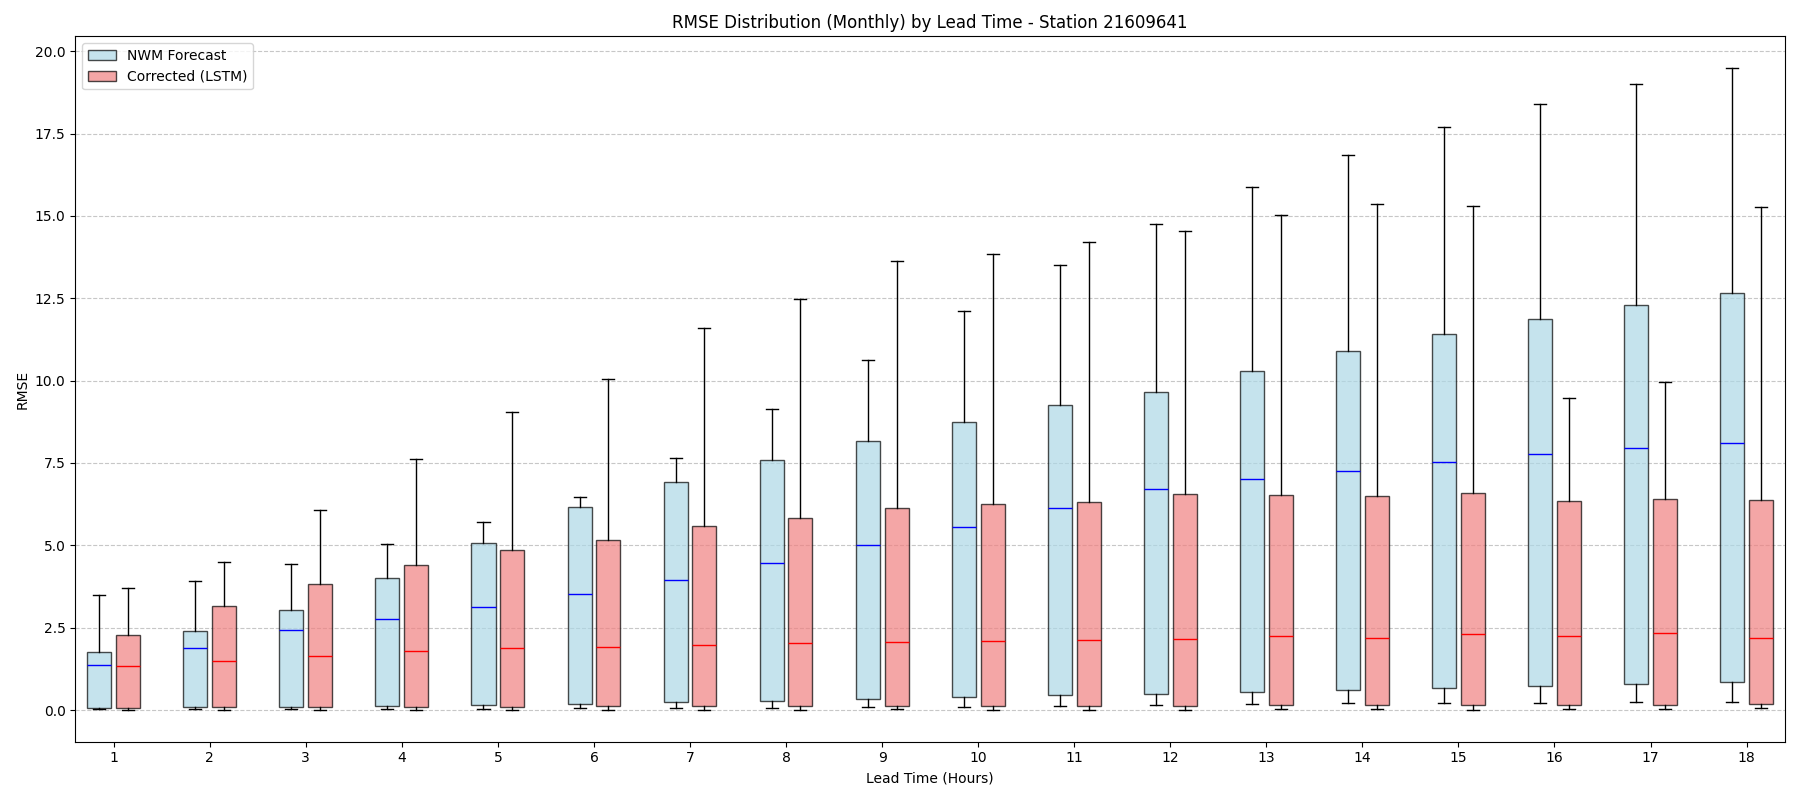 RMSE Distribution (Monthly) by Lead Time - Station 21609641
NWM Forecast
Corrected (LSTM)
20.0
17.5
15.0
12.5
10.0
7.5
5.0
2.5
0.0
RMSE
1 2 3 4 5 6 7 8 9 10 11 12 13 14 15 16 17 18
Lead Time (Hours)